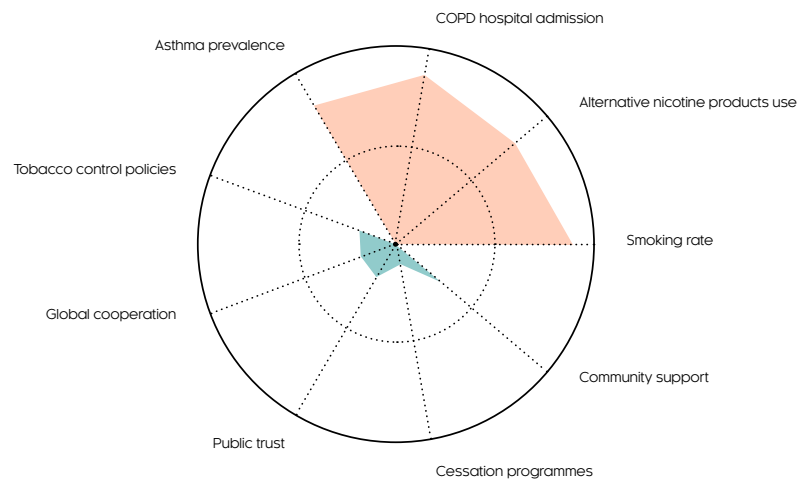 COPD hospital admission
Asthma prevalence
Alternative nicotine products use
Tobacco control policies
Smoking rate
Global cooperation
Community support
Public trust
Cessation programmes